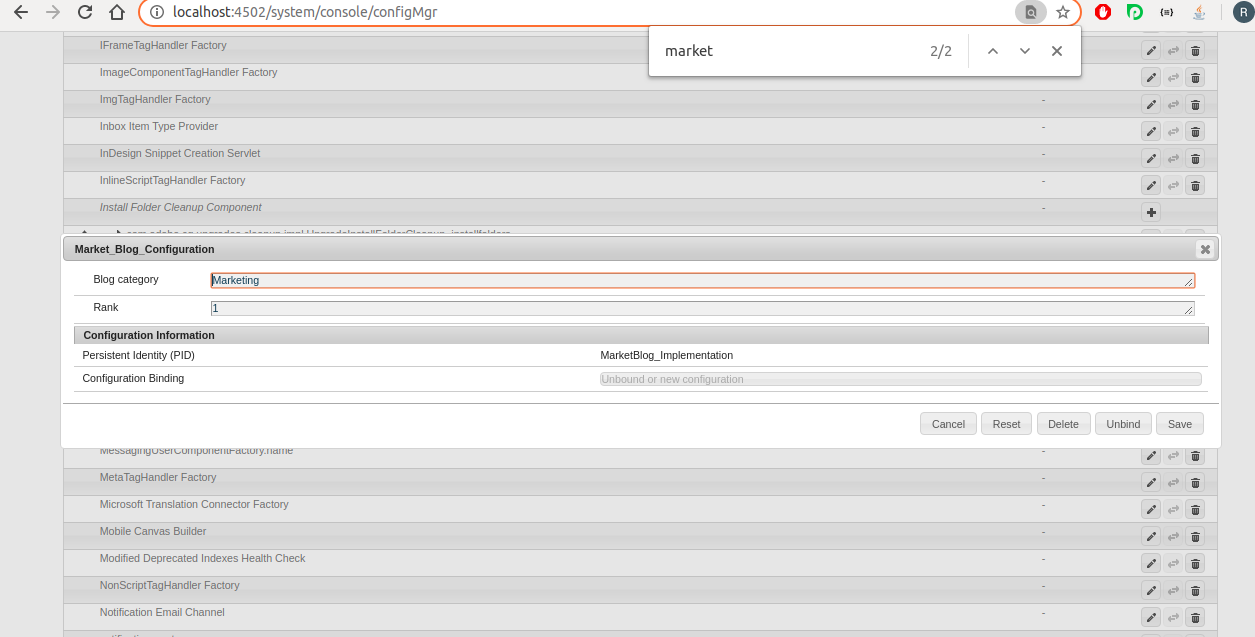 localhost:4502/system/console/configMgr
R
market 2/2
IFrameTagHandler Factory
ImageComponentTagHandler Factory
ImgTagHandler Factory -
Inbox Item Type Provider -
InDesign Snippet Creation Servlet -
InlineScriptTagHandler Factory -
Install Folder Cleanup Component -
Market_Blog_Configuration
Blog category Marketing
Rank 1
Configuration Information
Persistent Identity (PID) MarketBlog_Implementation
Configuration Binding Unbound or new configuration
Cancel Reset Delete Unbind Save
MessagingUserComponentFactory.name -
MetaTagHandler Factory -
Microsoft Translation Connector Factory -
Mobile Canvas Builder -
Modified Deprecated Indexes Health Check -
NonScriptTagHandler Factory -
Notification Email Channel -